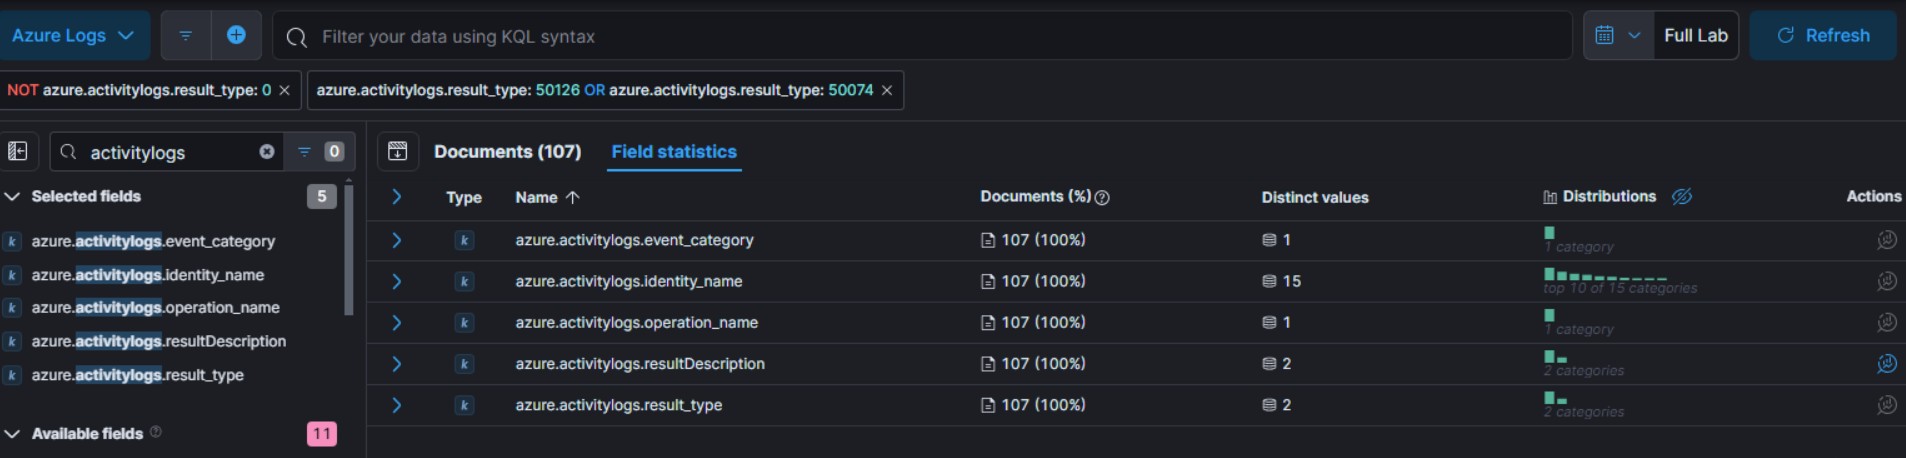 Azure Logs
Filter your data using KQL syntax
Full Lab
Refresh
NOT azure.activitylogs.result_type: 0
azure.activitylogs.result_type: 50126 OR azure.activitylogs.result_type: 50074
activitylogs
0
Documents (107)
Field statistics
Selected fields 5
k azure.activitylogs.event_category
k azure.activitylogs.identity_name
k azure.activitylogs.operation_name
k azure.activitylogs.resultDescription
k azure.activitylogs.result_type
Available fields 11
Type Name Documents (%) Distinct values Distributions Actions
k azure.activitylogs.event_category 107 (100%) 1
1 category
k azure.activitylogs.identity_name 107 (100%) 15
top 10 of 15 categories
k azure.activitylogs.operation_name 107 (100%) 1
1 category
k azure.activitylogs.resultDescription 107 (100%) 2
2 categories
k azure.activitylogs.result_type 107 (100%) 2
2 categories